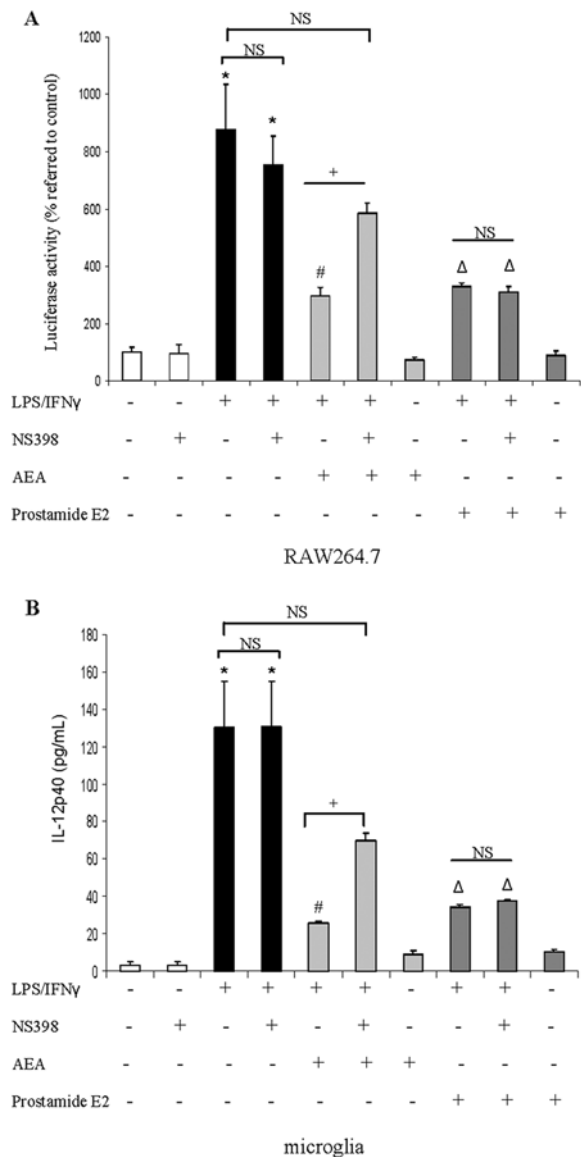 A
1200
1000
800
600
400
200
0
Luciferase activity (% referred to control)
NS
NS
* *
+
#
NS
Δ Δ
LPS/IFNγ - - + + + + - + + -
NS398 - + - + - + - - + -
AEA - - - - + + + - - -
Prostamide E2 - - - - - - - + + +
RAW264.7
B
180
160
140
120
100
80
60
40
20
0
IL-12p40 (pg/mL)
NS
NS
* *
+
#
NS
Δ Δ
LPS/IFNγ - - + + + + - + + -
NS398 - + - + - + - - + -
AEA - - - - + + + - - -
Prostamide E2 - - - - - - - + + +
microglia